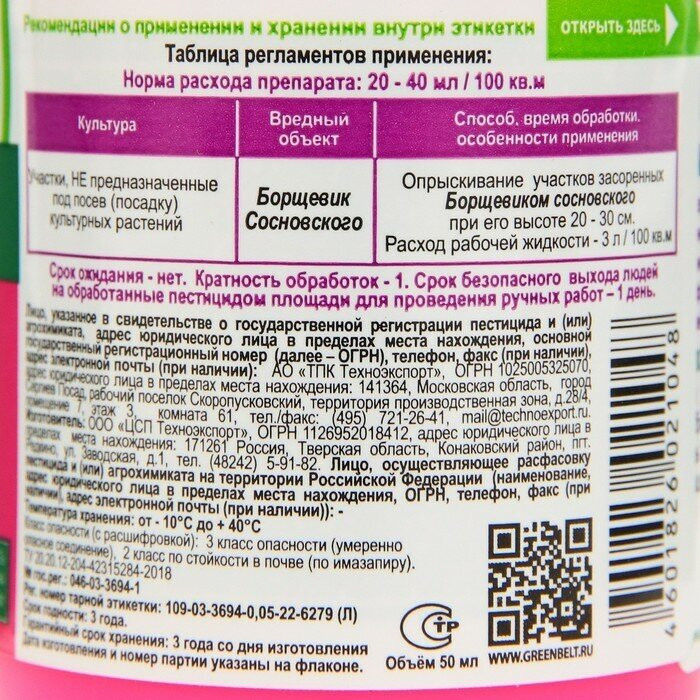 Рекомендации о применении и хранении внутри этикетки
ОТКРЫТЬ ЗДЕСЬ
Таблица регламентов применения:
Норма расхода препарата: 20 - 40 мл / 100 кв.м
Культура
Вредный объект
Способ, время обработки. особенности применения
Участки, НЕ предназначенные
под посев (посадку)
культурных растений
Борщевик
Сосновского
Опрыскивание участков засоренных
Борщевиком сосновского
при его высоте 20 - 30 см.
Расход рабочей жидкости - 3 л / 100 кв.м
Срок ожидания - нет. Кратность обработок - 1. Срок безопасного выхода людей
на обработанные пестицидом площади для проведения ручных работ – 1 день.
Лицо, указанное в свидетельстве о государственной регистрации пестицида и (или)
агрохимиката, адрес юридического лица в пределах места нахождения, основной
государственный регистрационный номер (далее – ОГРН), телефон, факс (при наличии),
адрес электронной почты (при наличии): АО «ТПК Техноэкспорт», ОГРН 1025005325070,
адрес юридического лица в пределах места нахождения: 141364, Московская область, город
Сергиев Посад, рабочий поселок Скоропусковский, территория производственная зона, д.28/4,
помещение 7, этаж 3, комната 61, тел./факс: (495) 721-26-41, mail@technoexport.ru
Изготовитель: ООО «ЦСП Техноэкспорт», ОГРН 1126952018412, адрес юридического лица в
пределах места нахождения: 171261 Россия, Тверская область, Конаковский район, пгт.
Редкино, ул. Заводская, д.1, тел. (48242) 5-91-82. Лицо, осуществляющее расфасовку
пестицида и (или) агрохимиката на территории Российской Федерации (наименование,
адрес юридического лица в пределах места нахождения, ОГРН, телефон, факс (при
наличии), адрес электронной почты (при наличии)): -
Температура хранения: от - 10°С до + 40°С
Класс опасности (с расшифровкой): 3 класс опасности (умеренно
опасное соединение), 2 класс по стойкости в почве (по имазапиру).
ТУ 20.20.12-204-42315284-2018
№ гос.рег.: 046-03-3694-1
Рег. номер тарной этикетки: 109-03-3694-0,05-22-6279 (Л)
Срок годности: 3 года.
Гарантийный срок хранения: 3 года со дня изготовления
Дата изготовления и номер партии указаны на флаконе.
СТР
Объём 50 мл
WWW.GREENBELT.RU
4601826021048